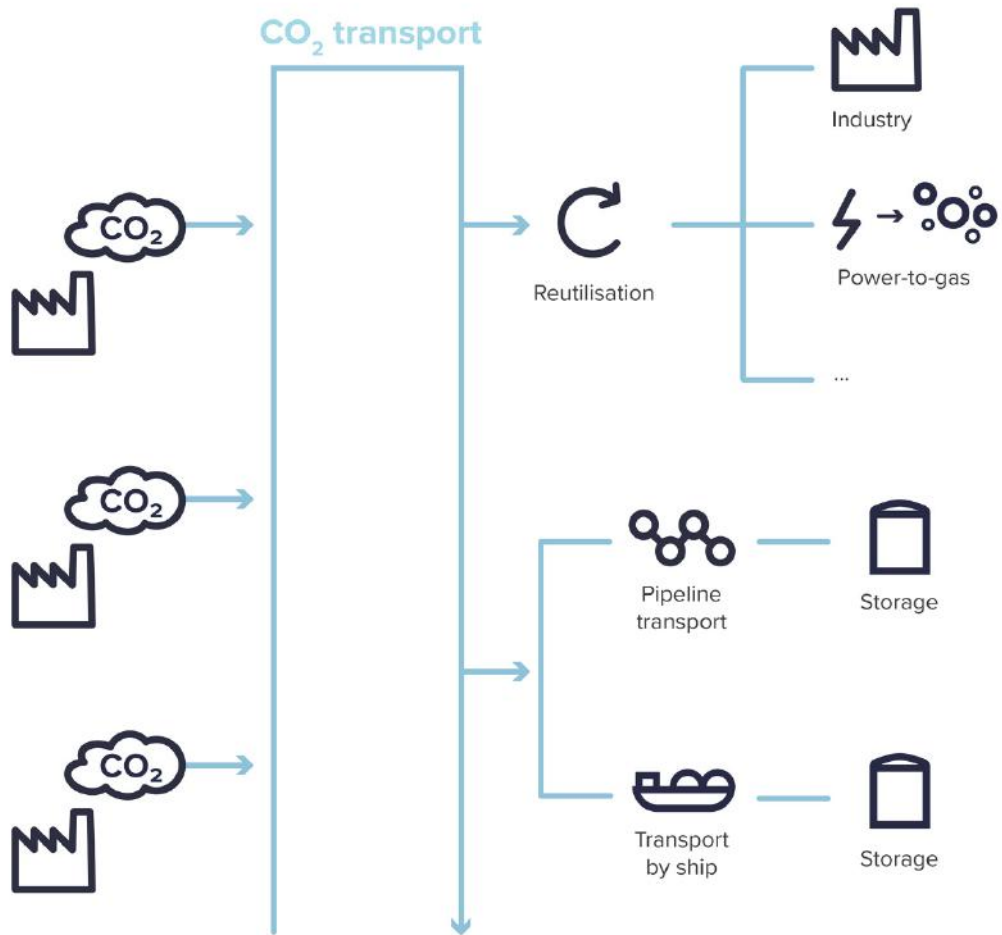 CO₂ transport
Industry
CO₂
Reutilisation
Power-to-gas
...
CO₂
Pipeline
transport
Storage
CO₂
Transport
by ship
Storage